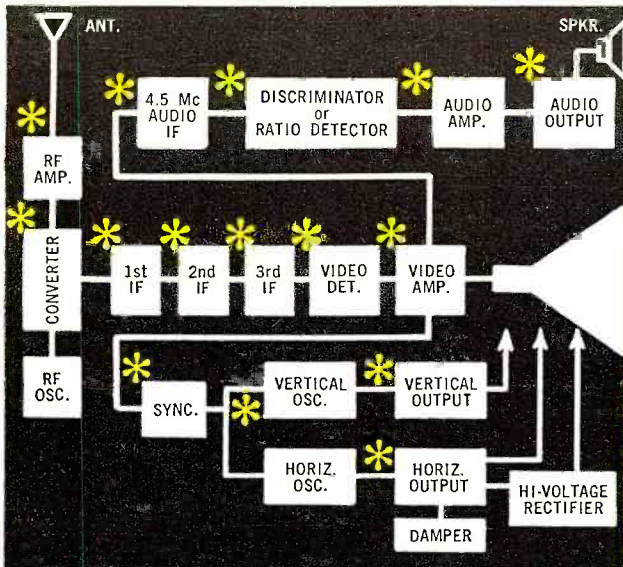 ANT.
SPKR.
4.5 Mc
AUDIO
IF
DISCRIMINATOR
or
RATIO DETECTOR
AUDIO
AMP.
AUDIO
OUTPUT
RF
AMP.
CONVERTER
RF
OSC.
1st
IF
2nd
IF
3rd
IF
VIDEO
DET.
VIDEO
AMP.
SYNC.
VERTICAL
OSC.
VERTICAL
OUTPUT
HORIZ.
OSC.
HORIZ.
OUTPUT
HI-VOLTAGE
RECTIFIER
DAMPER